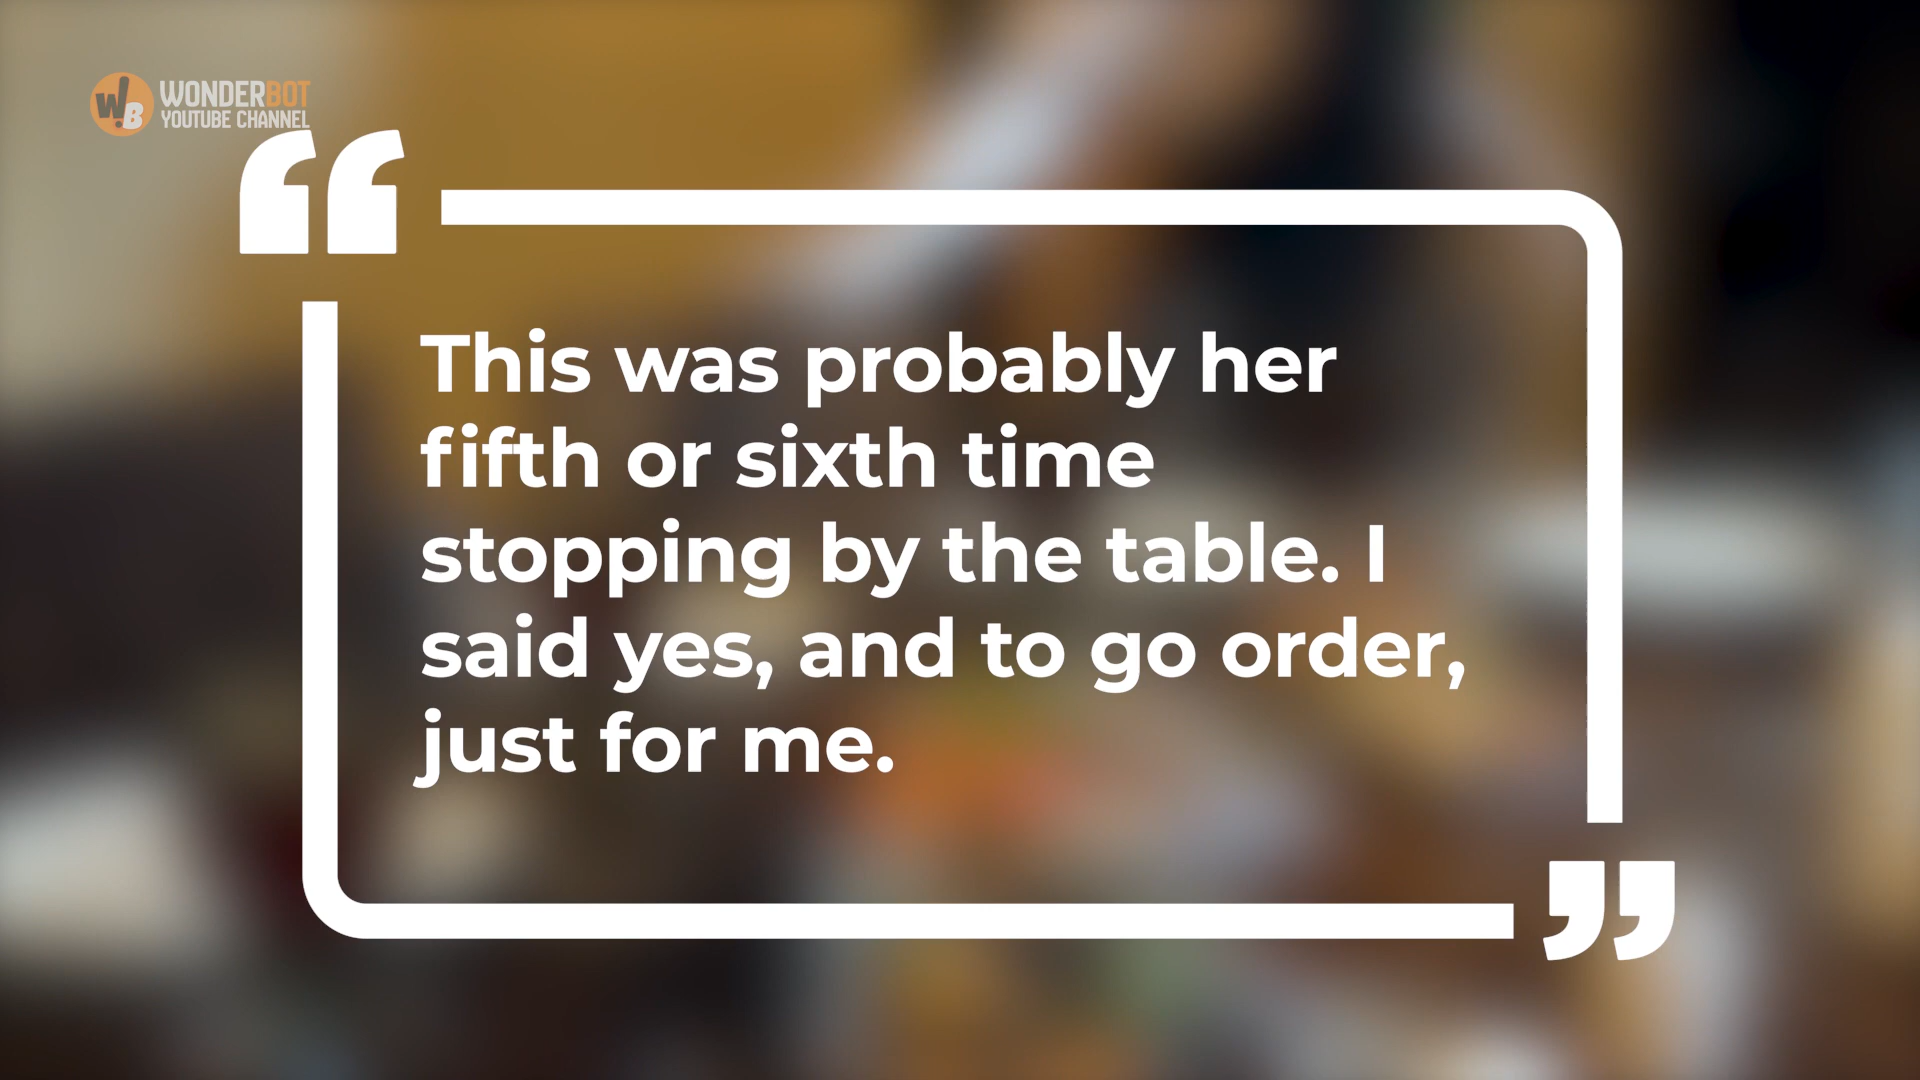 W.B WONDERBOT
YOUTUBE CHANNEL
“
This was probably her
fifth or sixth time
stopping by the table. I
said yes, and to go order,
just for me.
”